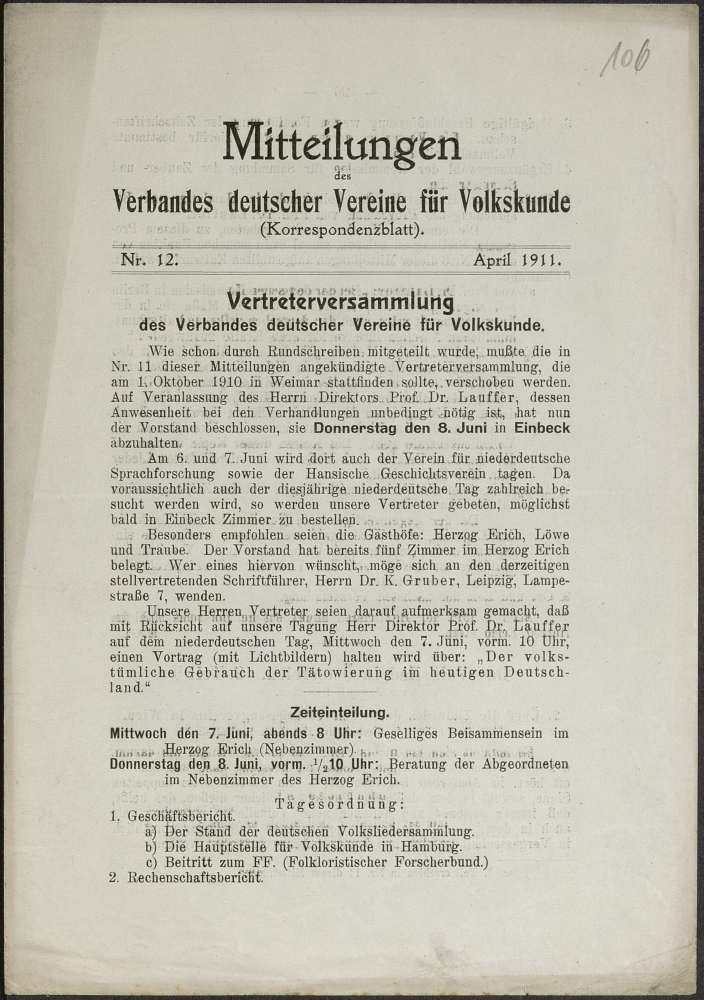 106
Mitteilungen
des
Verbandes deutscher Vereine für Volkskunde
(Korrespondenzblatt).
Nr. 12. April 1911.
Vertreterversammlung
des Verbandes deutscher Vereine für Volkskunde.
Wie schon durch Rundschreiben mitgeteilt wurde, mußte die in
Nr. 11 dieser Mitteilungen angekündigte Vertreterversammlung, die
am 1. Oktober 1910 in Weimar stattfinden sollte, verschoben werden.
Auf Veranlassung des Herrn Direktors Prof. Dr. Lauffer, dessen
Anwesenheit bei den Verhandlungen unbedingt nötig ist, hat nun
der Vorstand beschlossen, sie Donnerstag den 8. Juni in Einbeck
abzuhalten.
Am 6. und 7. Juni wird dort auch der Verein für niederdeutsche
Sprachforschung sowie der Hansische Geschichtsverein tagen. Da
voraussichtlich auch der diesjährige niederdeutsche Tag zahlreich be-
sucht werden wird, so werden unsere Vertreter gebeten, möglichst
bald in Einbeck Zimmer zu bestellen.
Besonders empfohlen seien die Gasthöfe: Herzog Erich, Löwe
und Traube. Der Vorstand hat bereits fünf Zimmer im Herzog Erich
belegt. Wer eines hiervon wünscht, möge sich an den derzeitigen
stellvertretenden Schriftführer, Herrn Dr. K. Gruber, Leipzig, Lampe-
straße 7, wenden.
Unsere Herren Vertreter seien darauf aufmerksam gemacht, daß
mit Rücksicht auf unsere Tagung Herr Direktor Prof. Dr. Lauffer
auf dem niederdeutschen Tag, Mittwoch den 7. Juni, vorm. 10 Uhr,
einen Vortrag (mit Lichtbildern) halten wird über: „Der volks-
tümliche Gebrauch der Tätowierung im heutigen Deutsch-
land.“
Zeiteinteilung.
Mittwoch den 7. Juni, abends 8 Uhr: Geselliges Beisammensein im
Herzog Erich (Nebenzimmer).
Donnerstag den 8. Juni, vorm. 1/2 10 Uhr: Beratung der Abgeordneten
im Nebenzimmer des Herzog Erich.
Tagesordnung:
1. Geschäftsbericht.
a) Der Stand der deutschen Volksliedersammlung.
b) Die Hauptstelle für Volkskunde in Hamburg.
c) Beitritt zum FF. (Folkloristischer Forscherbund.)
2. Rechenschaftsbericht.